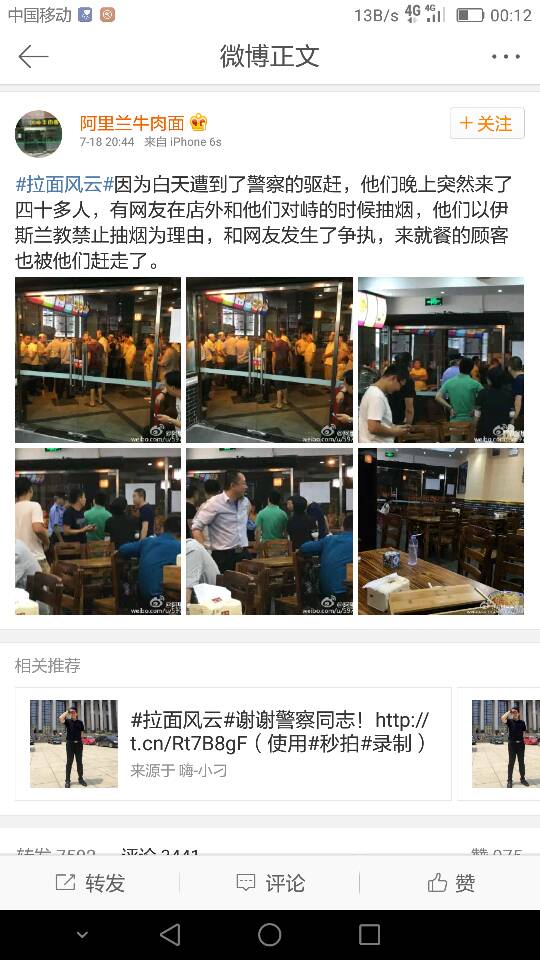 中国移动
13B/s 4G 4G 00:12
微博正文
阿里兰牛肉面
7-18 20:44 来自 iPhone 6s
+ 关注
#拉面风云#因为白天遭到了警察的驱赶，他们晚上突然来了
四十多人，有网友在店外和他们对峙的时候抽烟，他们以伊
斯兰教禁止抽烟为理由，和网友发生了争执，来就餐的顾客
也被他们赶走了。
相关推荐
#拉面风云#谢谢警察同志！http://
t.cn/Rt7B8gF（使用#秒拍#录制）
来源于 嗨-小刁
转发 评论
转发
评论
赞